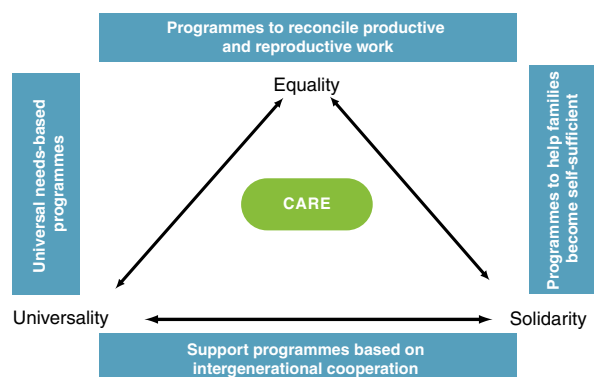 Programmes to reconcile productive
and reproductive work
Equality
Universal needs-based
programmes
Programmes to help families
become self-sufficient
CARE
Universality
Solidarity
Support programmes based on
intergenerational cooperation